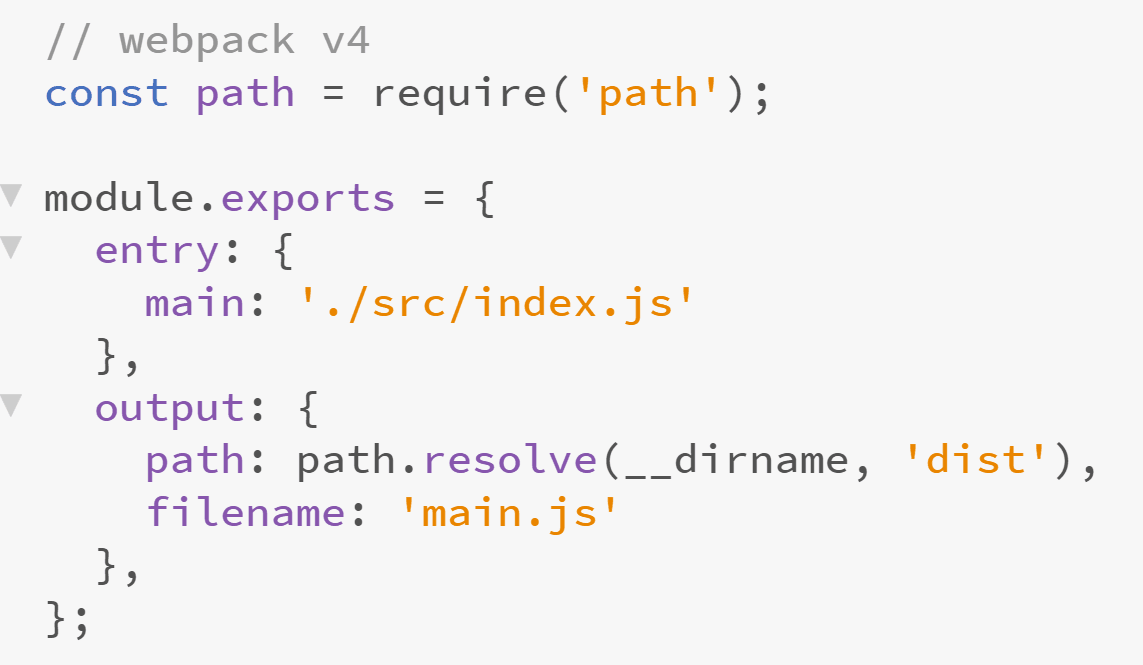 // webpack v4
const path = require('path');
module.exports = {
  entry: {
    main: './src/index.js'
  },
  output: {
    path: path.resolve(__dirname, 'dist'),
    filename: 'main.js'
  },
};